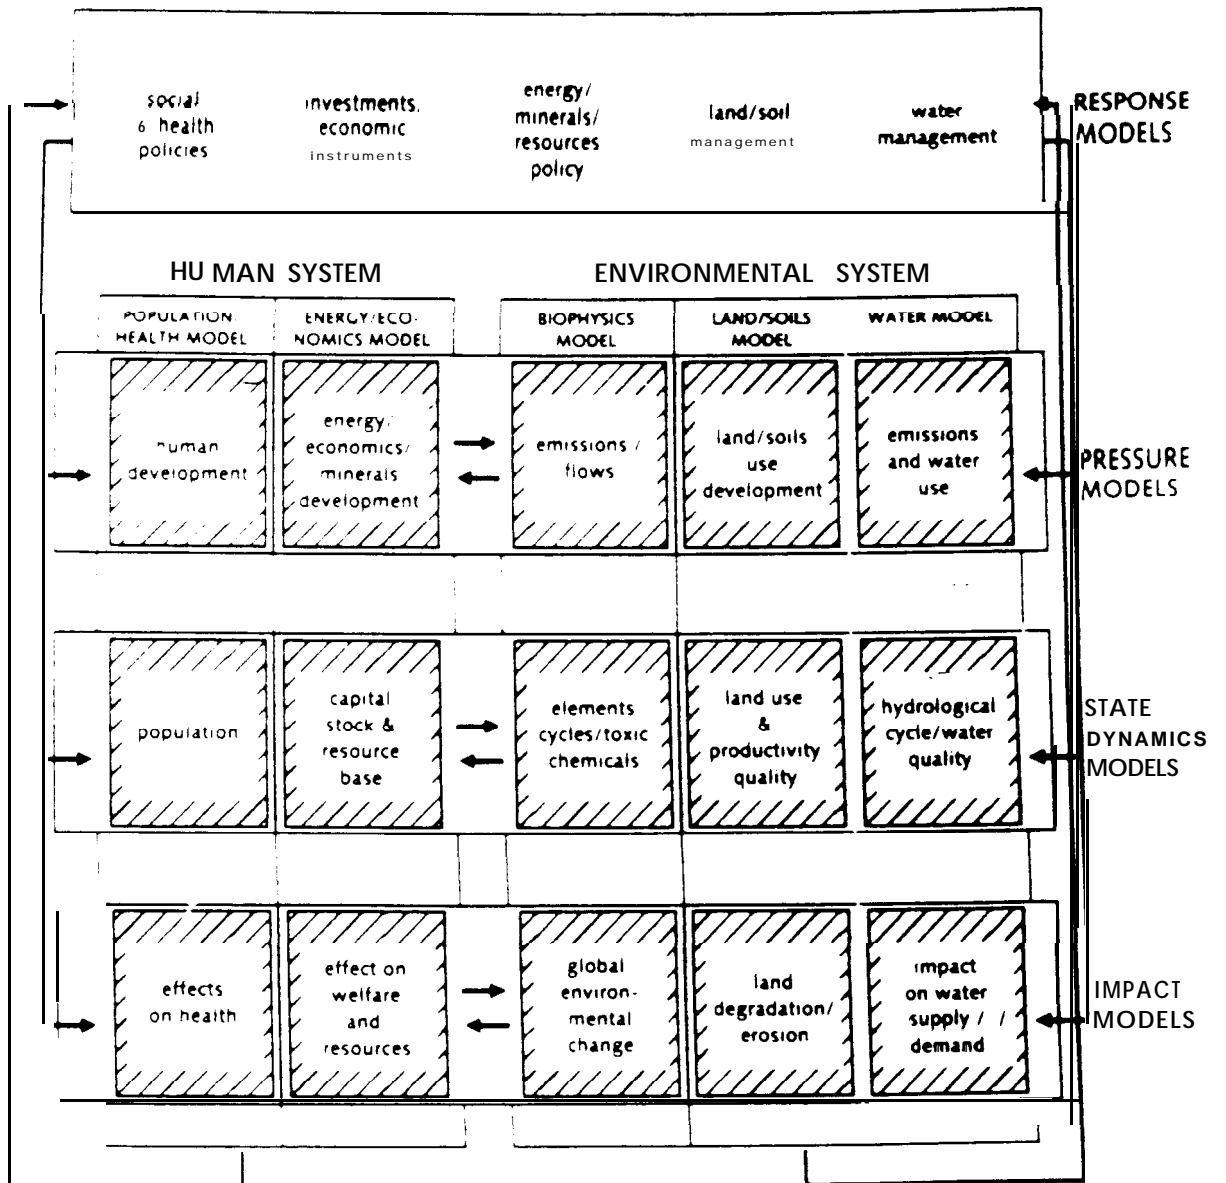 social
6 health
policies
investments.
economic
instruments
energy/
minerals/
resources
policy
land/soil
management
water
management
RESPONSE
MODELS
HU MAN SYSTEM
ENVIRONMENTAL SYSTEM
POPULATION/
HEALTH MODEL
ENERGY/ECO-
NOMICS MODEL
BIOPHYSICS
MODEL
LAND/SOILS
MODEL
WATER MODEL
human
development
energy/
economics/
minerals
development
emissions /
flows
land/soils
use
development
emissions
and water
use
PRESSURE
MODELS
population
capital
stock &
resource
base
elements
cycles/toxic
chemicals
land use
&
productivity
quality
hydrological
cycle/water
quality
STATE
DYNAMICS
MODELS
effects
on health
effect on
welfare
and
resources
global
environ-
mental
change
land
degradation/
erosion
impact
on water
supply / /
demand
IMPACT
MODELS